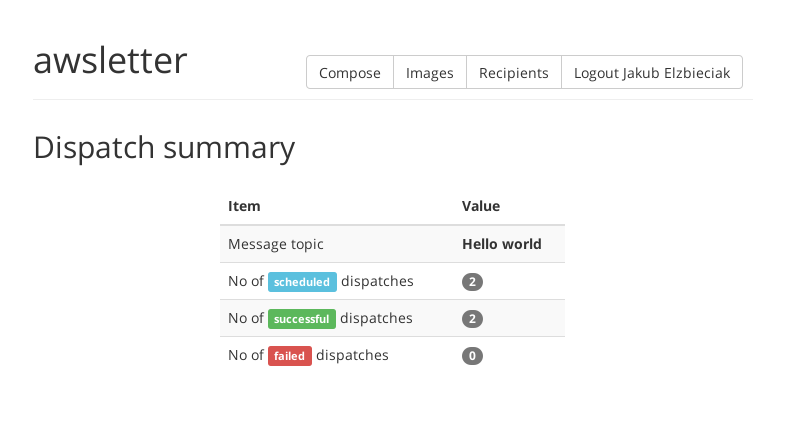 awsletter
Compose Images Recipients Logout Jakub Elzbieciak
Dispatch summary
Item Value
Message topic Hello world
No of scheduled dispatches 2
No of successful dispatches 2
No of failed dispatches 0